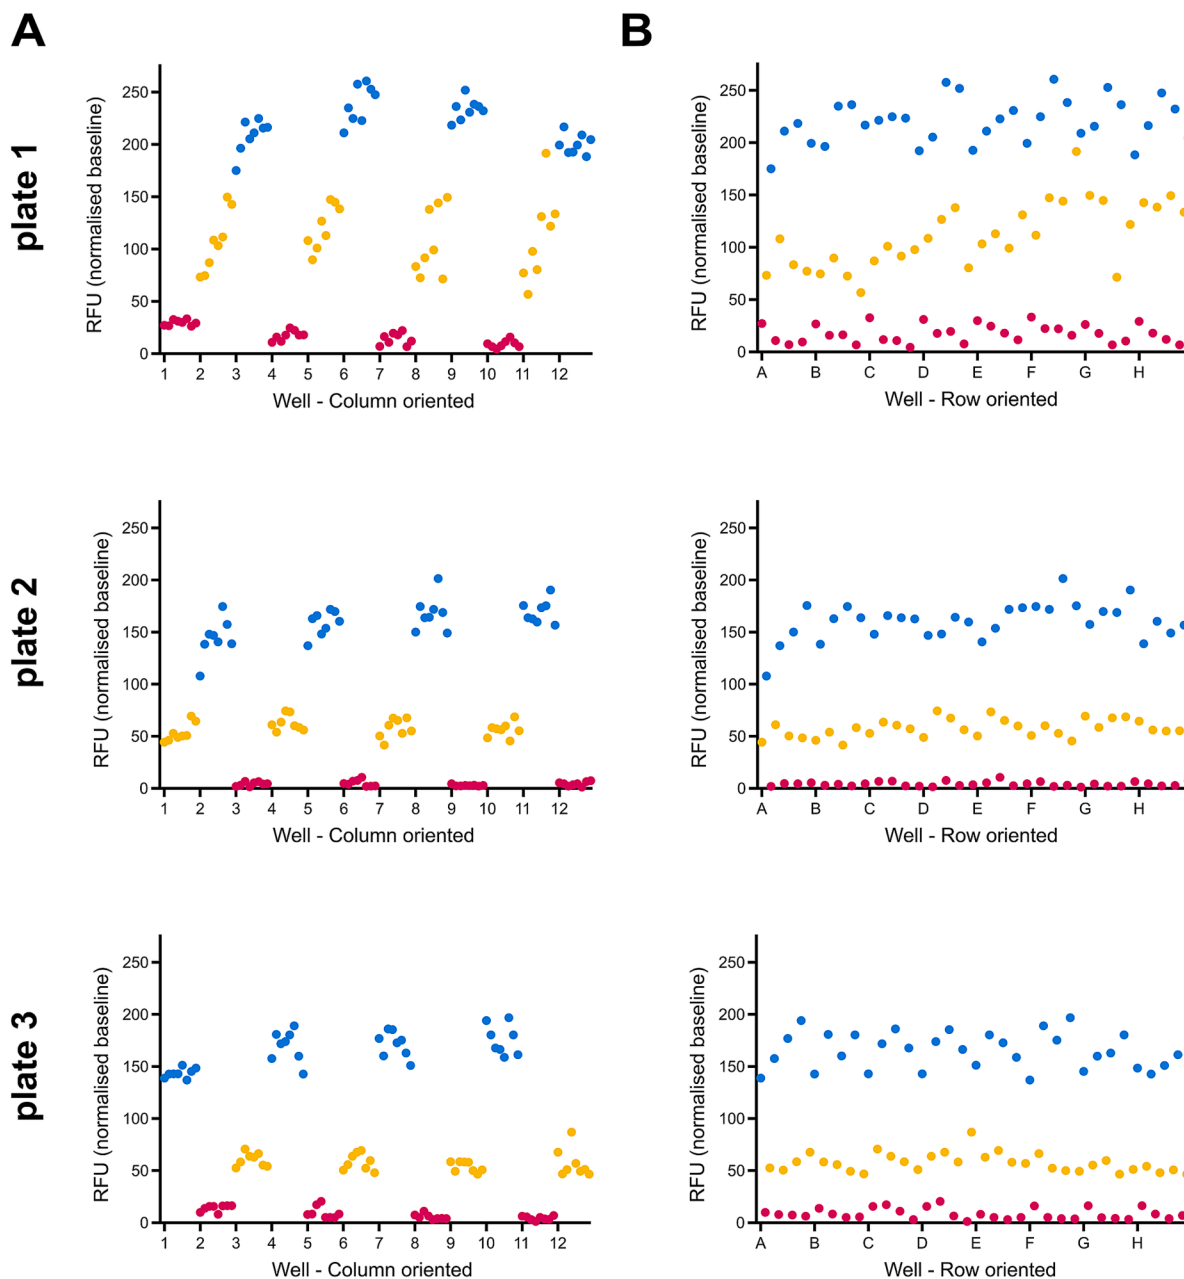 A
B
plate 1
RFU (normalised baseline)
250
200
150
100
50
0
1 2 3 4 5 6 7 8 9 10 11 12
Well - Column oriented
RFU (normalised baseline)
250
200
150
100
50
0
A B C D E F G H
Well - Row oriented
plate 2
RFU (normalised baseline)
250
200
150
100
50
0
1 2 3 4 5 6 7 8 9 10 11 12
Well - Column oriented
RFU (normalised baseline)
250
200
150
100
50
0
A B C D E F G H
Well - Row oriented
plate 3
RFU (normalised baseline)
250
200
150
100
50
0
1 2 3 4 5 6 7 8 9 10 11 12
Well - Column oriented
RFU (normalised baseline)
250
200
150
100
50
0
A B C D E F G H
Well - Row oriented